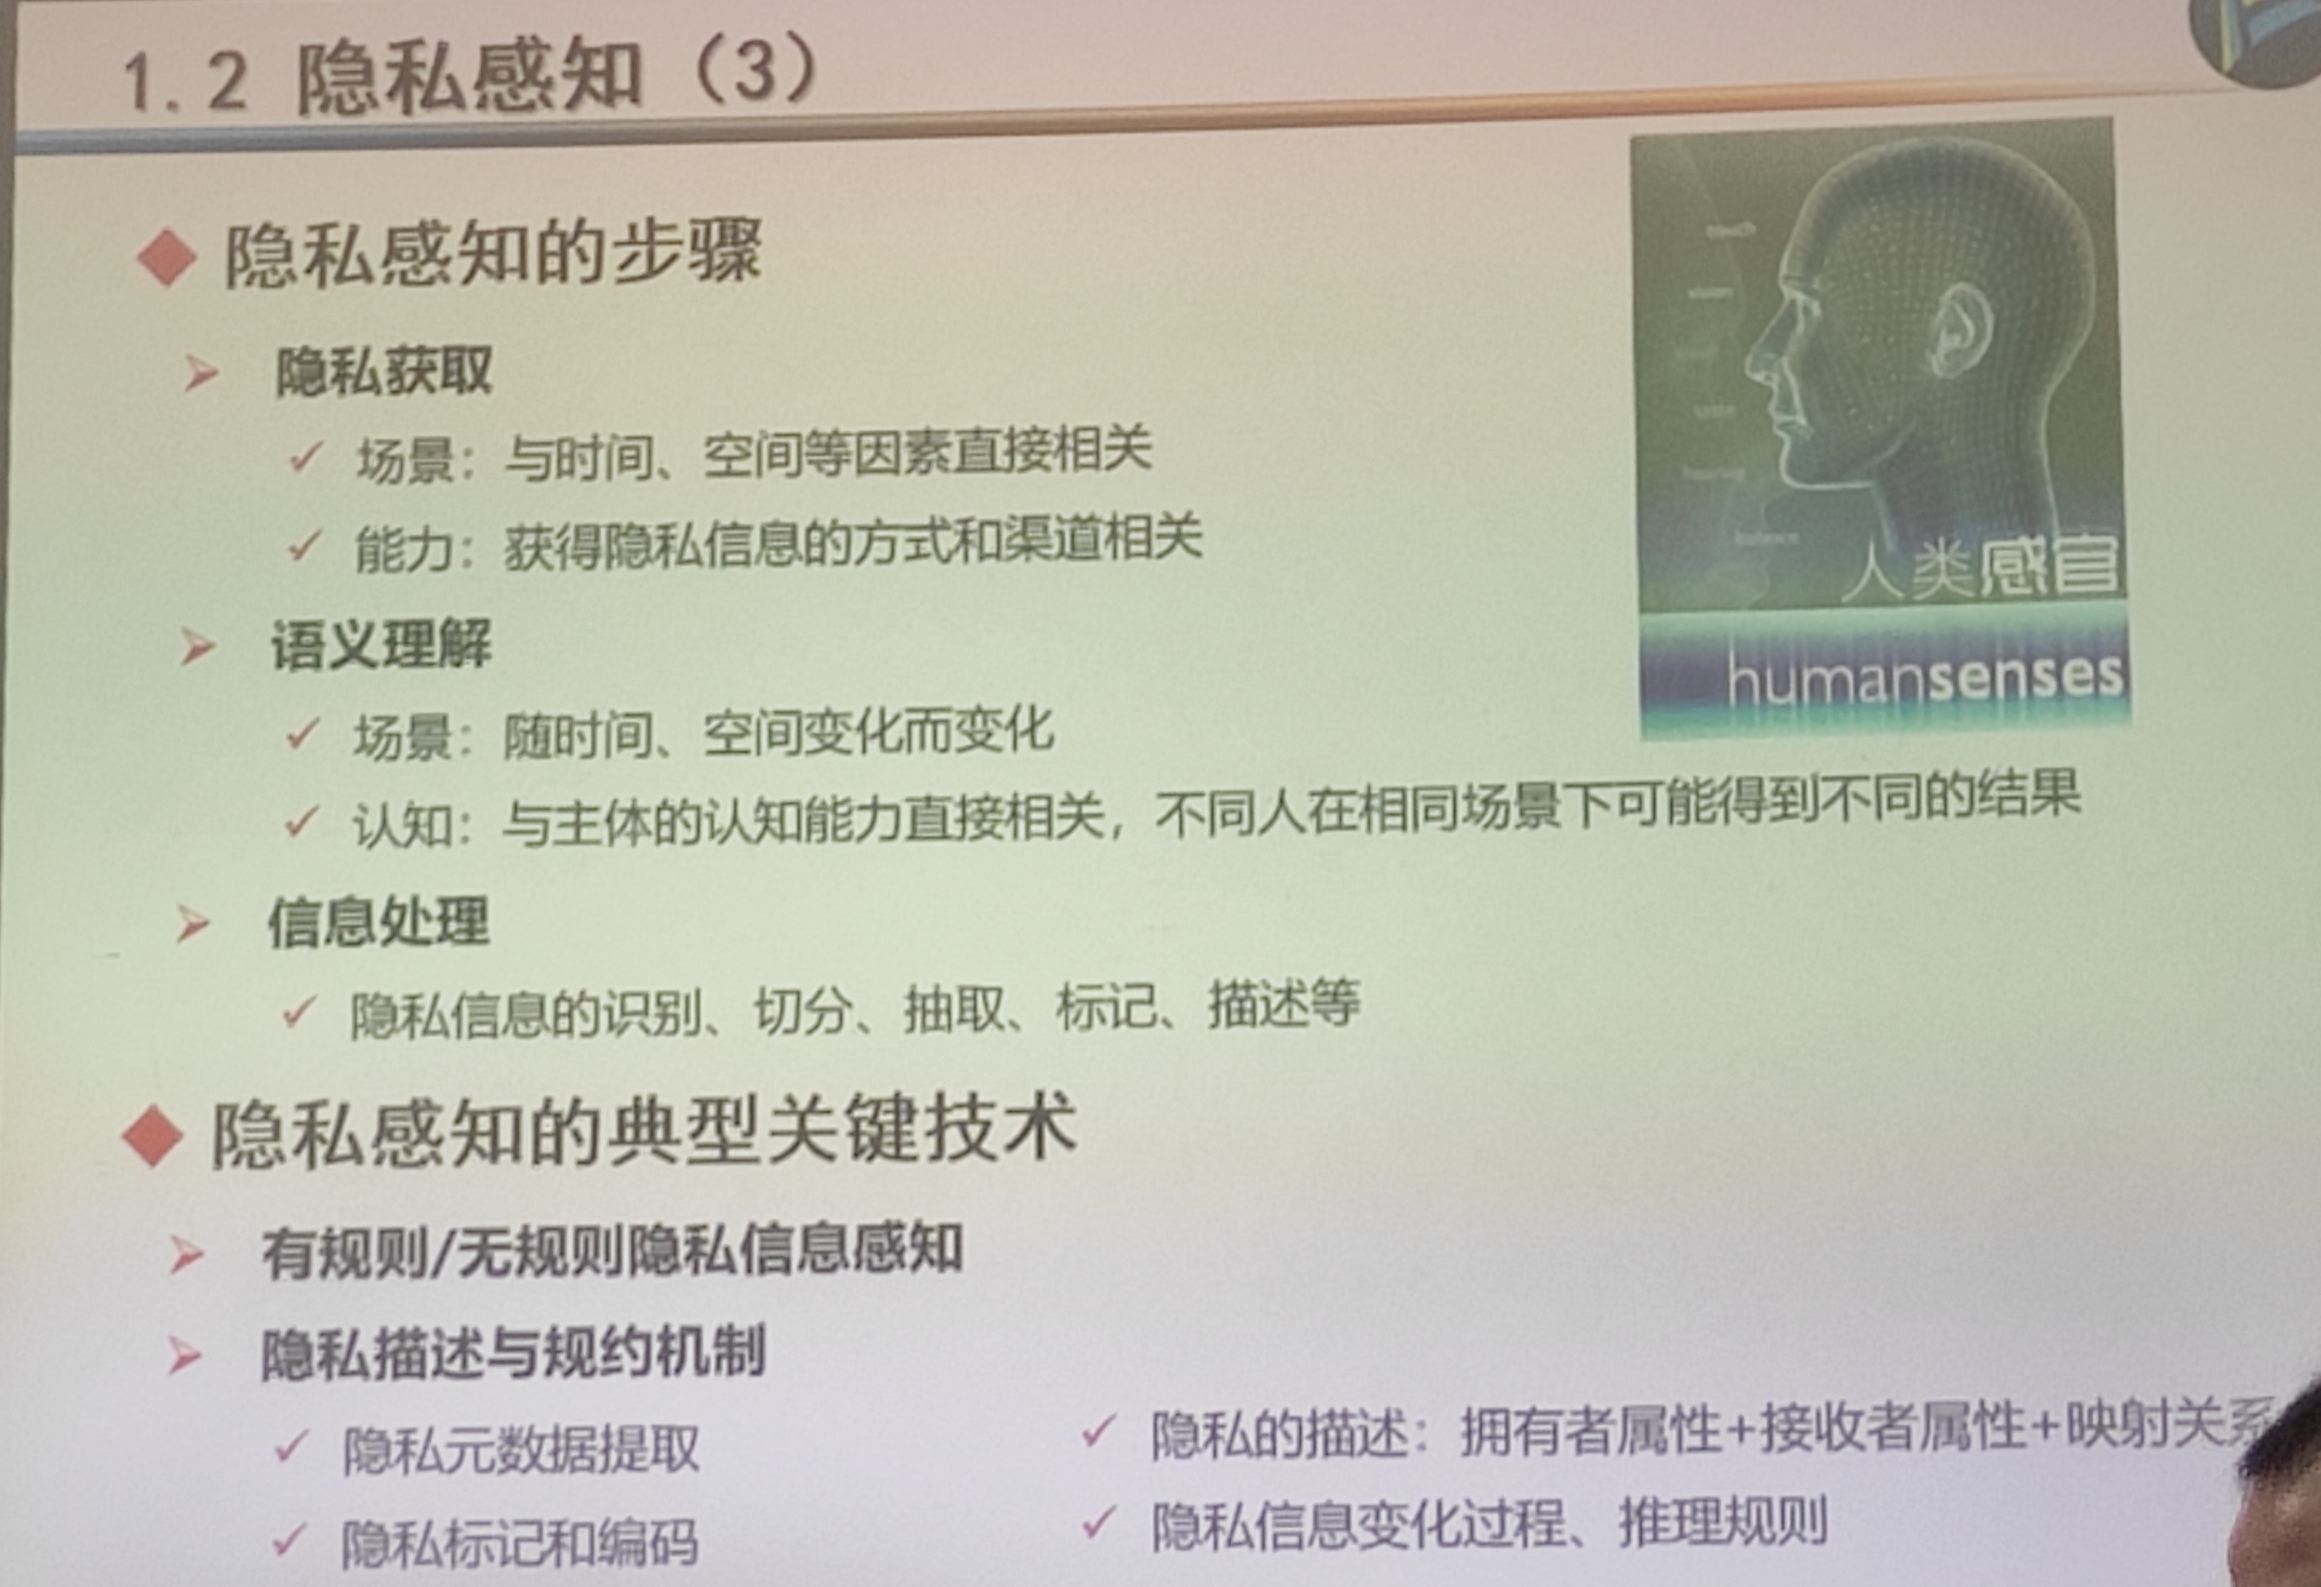 1.2 隐私感知（3）
隐私感知的步骤
隐私获取
场景：与时间、空间等因素直接相关
能力：获得隐私信息的方式和渠道相关
语义理解
场景：随时间、空间变化而变化
认知：与主体的认知能力直接相关，不同人在相同场景下可能得到不同的结果
信息处理
隐私信息的识别、切分、抽取、标记、描述等
人类感官
humansenses
隐私感知的典型关键技术
有规则/无规则隐私信息感知
隐私描述与规约机制
隐私元数据提取
隐私标记和编码
隐私的描述：拥有者属性+接收者属性+映射关系
隐私信息变化过程、推理规则